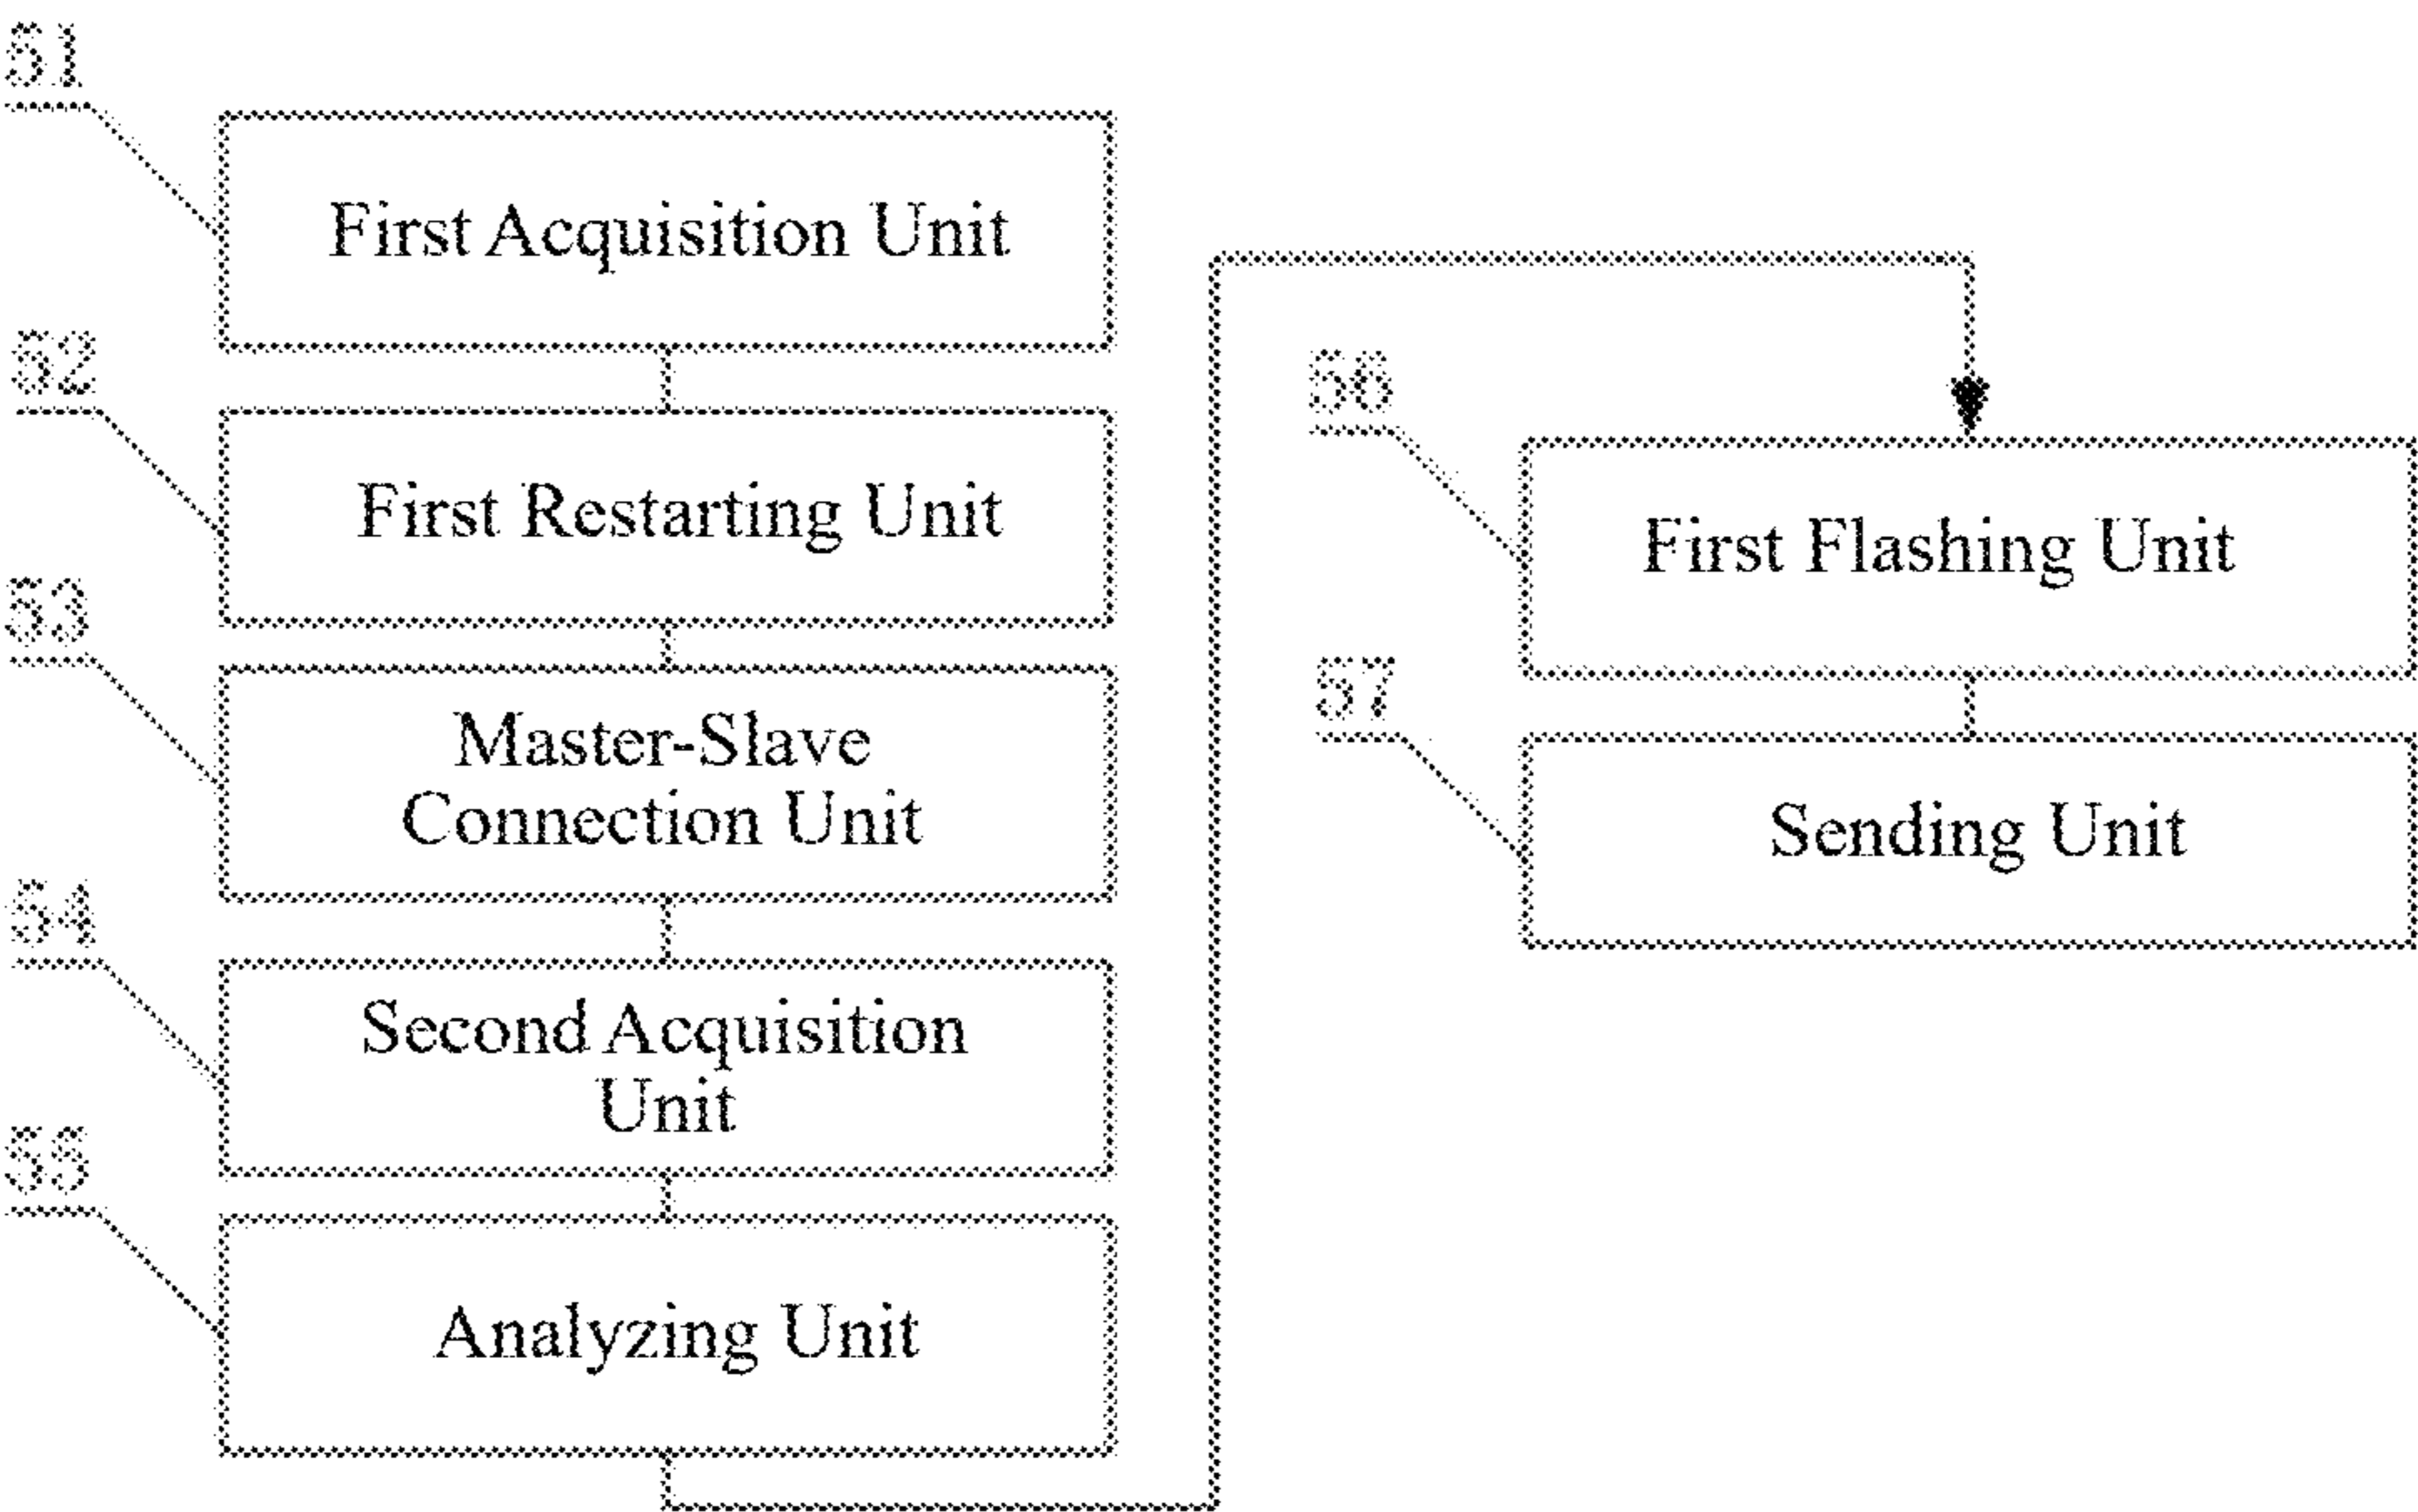 51
First Acquisition Unit
52
First Restarting Unit
53
Master-Slave
Connection Unit
54
Second Acquisition
Unit
55
Analyzing Unit
56
First Flashing Unit
57
Sending Unit